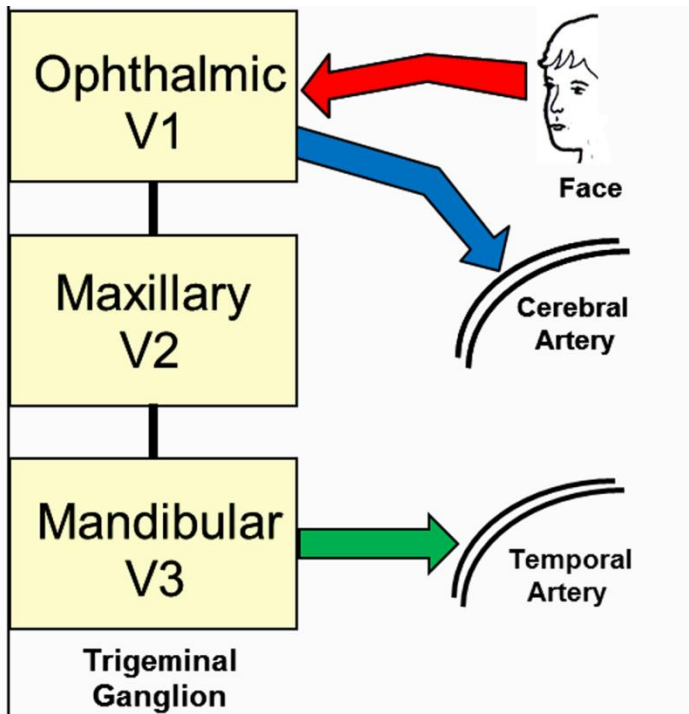 Ophthalmic
V1
Face
Maxillary
V2
Cerebral
Artery
Mandibular
V3
Temporal
Artery
Trigeminal
Ganglion